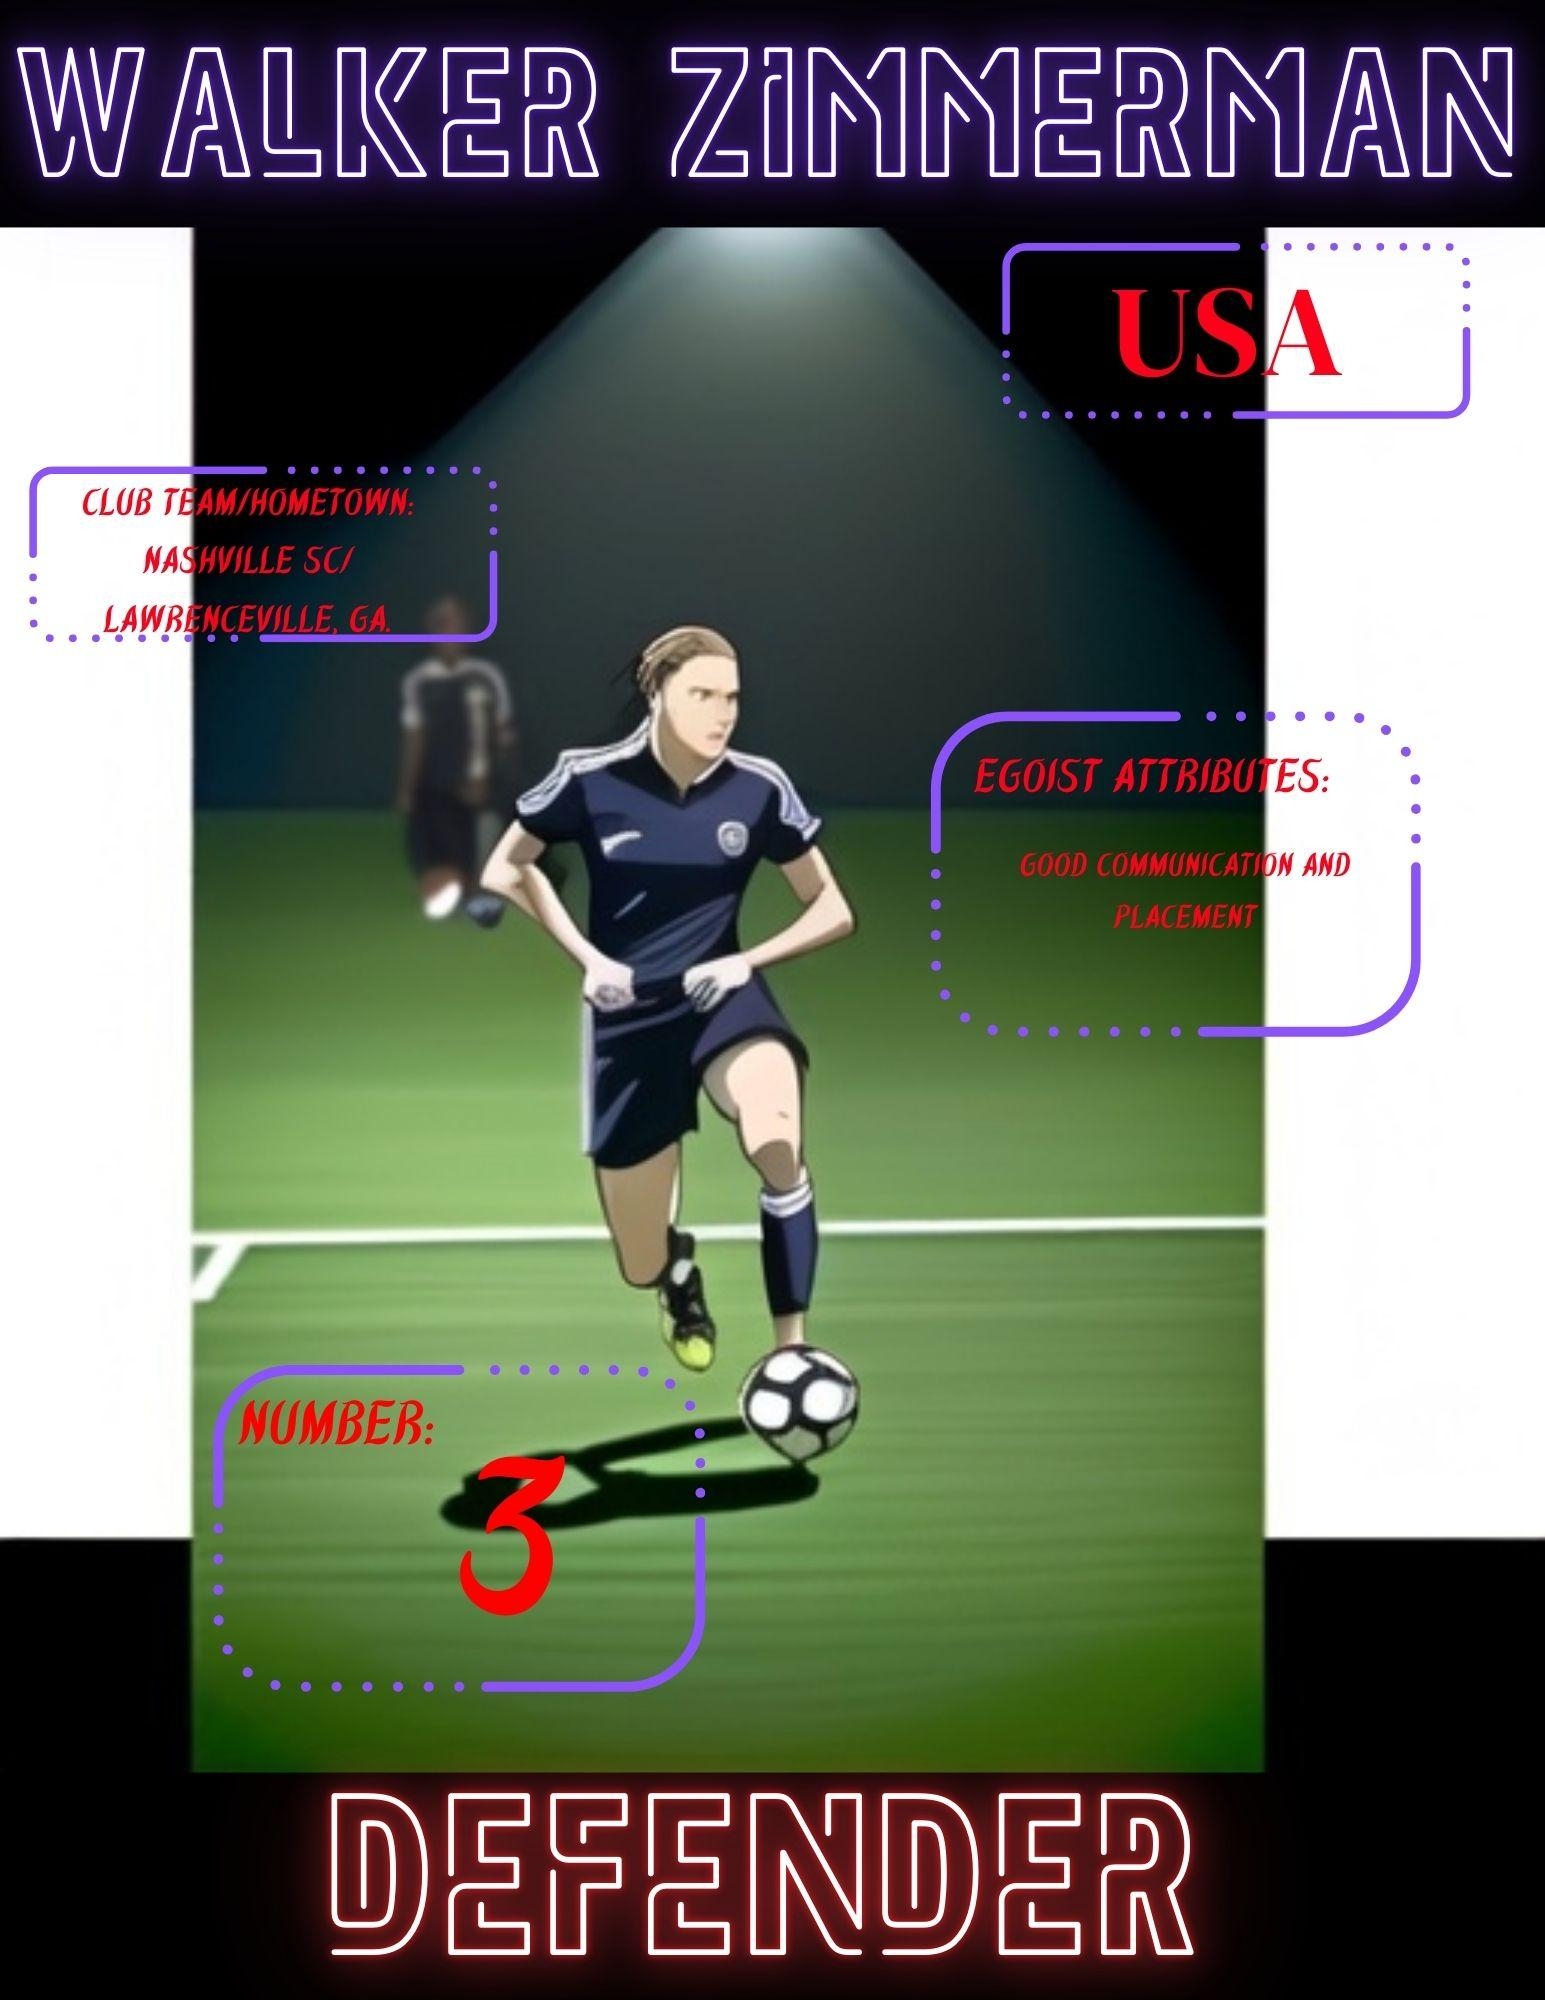 WALKER ZIMMERMAN
USA
CLUB TEAM/HOMETOWN:
NASHVILLE SC/
LAWRENCEVILLE, GA.
EGOIST ATTRIBUTES:
GOOD COMMUNICATION AND
PLACEMENT
NUMBER:
3
DEFENDER